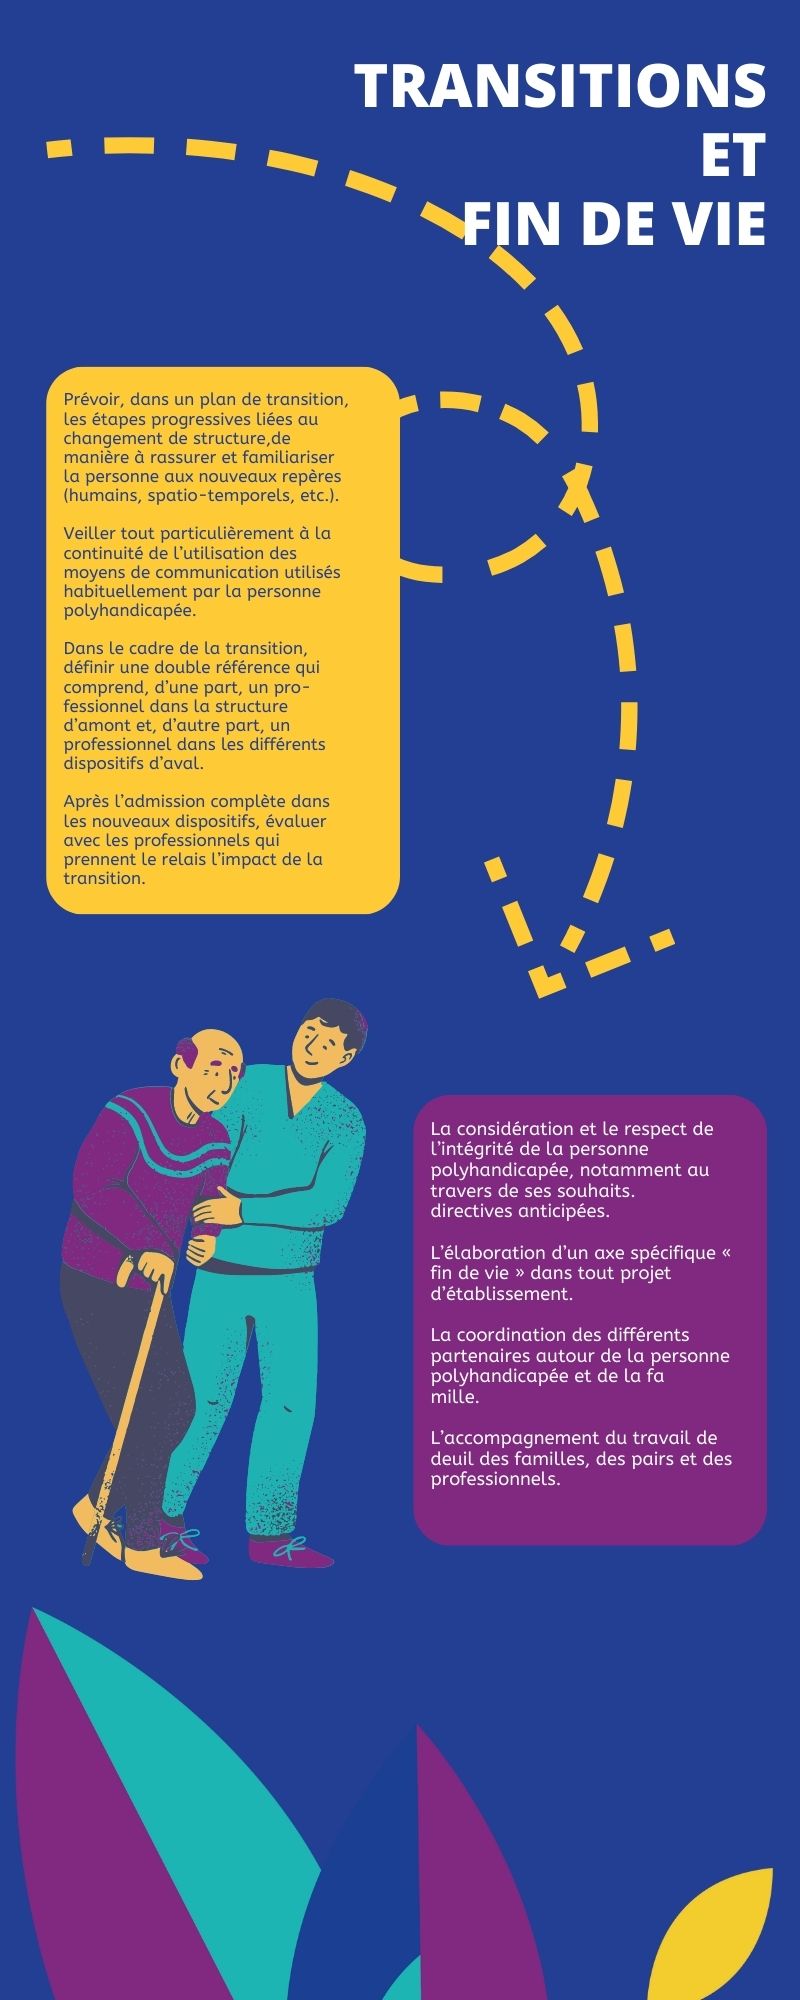 TRANSITIONS
ET
FIN DE VIE
Prévoir, dans un plan de transition,
les étapes progressives liées au
changement de structure,de
manière à rassurer et familiariser
la personne aux nouveaux repères
(humains, spatio-temporels, etc.).
Veiller tout particulièrement à la
continuité de l'utilisation des
moyens de communication utilisés
habituellement par la personne
polyhandicapée.
Dans le cadre de la transition,
définir une double référence qui
comprend, d'une part, un pro-
fessionnel dans la structure
d'amont et, d'autre part, un
professionnel dans les différents
dispositifs d'aval.
Après l'admission complète dans
les nouveaux dispositifs, évaluer
avec les professionnels qui
prennent le relais l'impact de la
transition.
La considération et le respect de
l'intégrité de la personne
polyhandicapée, notamment au
travers de ses souhaits.
directives anticipées.
L'élaboration d'un axe spécifique «
fin de vie » dans tout projet
d'établissement.
La coordination des différents
partenaires autour de la personne
polyhandicapée et de la fa
mille.
L'accompagnement du travail de
deuil des familles, des pairs et des
professionnels.